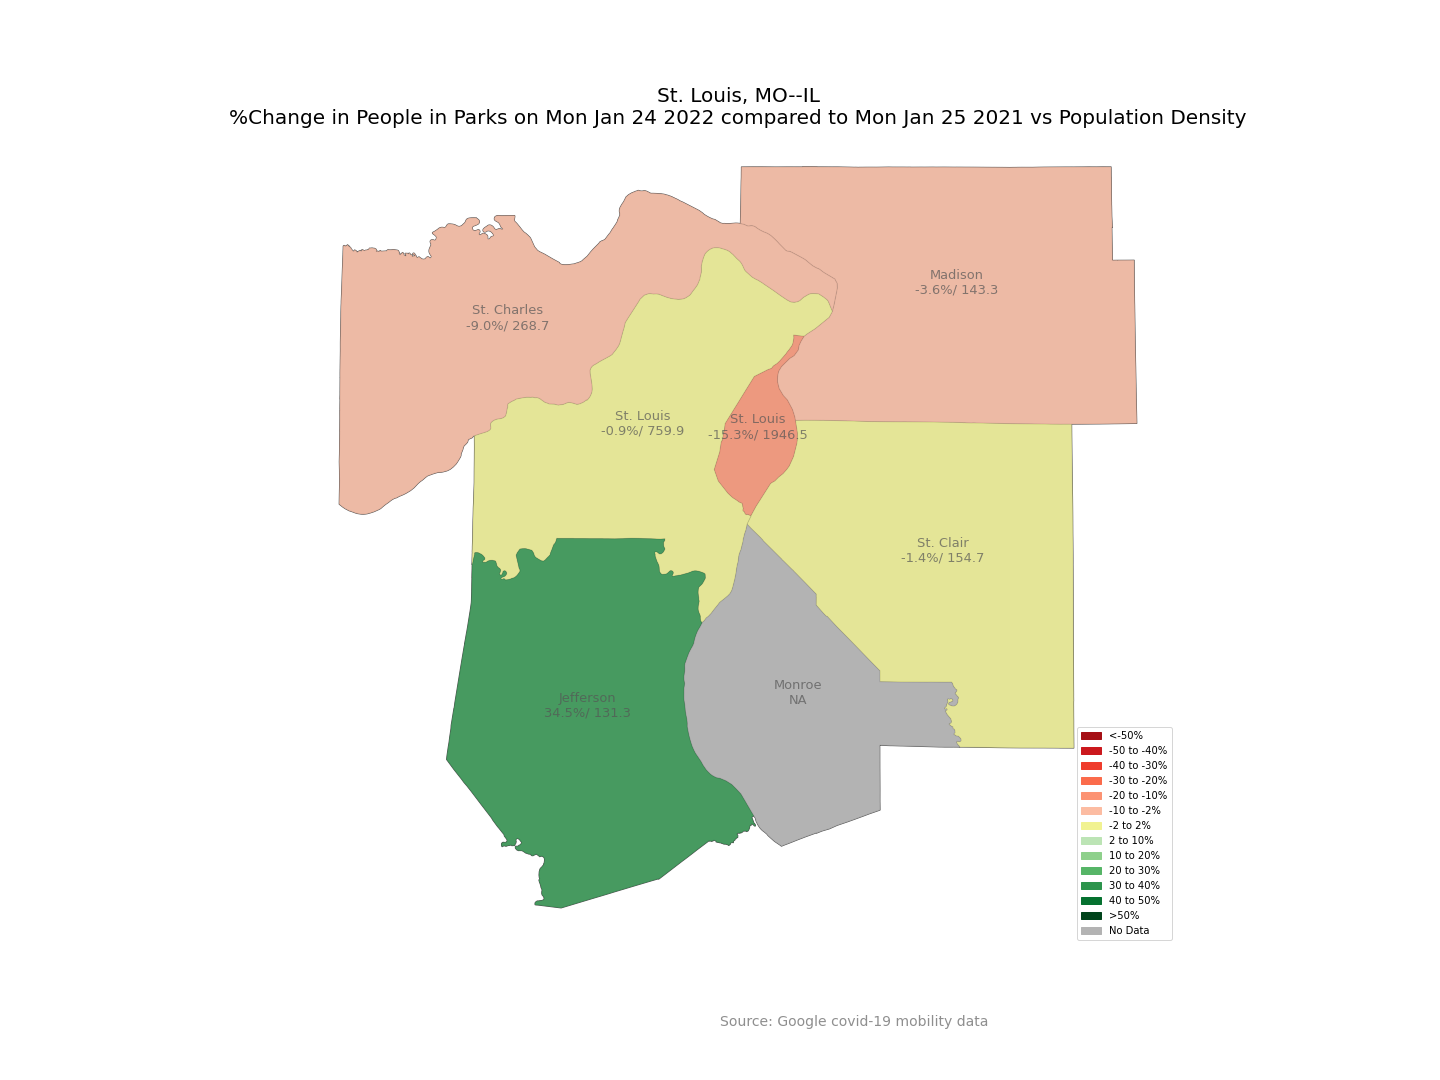 St. Louis, MO--IL
%Change in People in Parks on Mon Jan 24 2022 compared to Mon Jan 25 2021 vs Population Density
Madison
-3.6%/ 143.3
St. Charles
-9.0%/ 268.7
St. Louis
-0.9%/ 759.9
St. Louis
-15.3%/ 1946.5
St. Clair
-1.4%/ 154.7
Jefferson
34.5%/ 131.3
Monroe
NA
<-50%
-50 to -40%
-40 to -30%
-30 to -20%
-20 to -10%
-10 to -2%
-2 to 2%
2 to 10%
10 to 20%
20 to 30%
30 to 40%
40 to 50%
>50%
No Data
Source: Google covid-19 mobility data